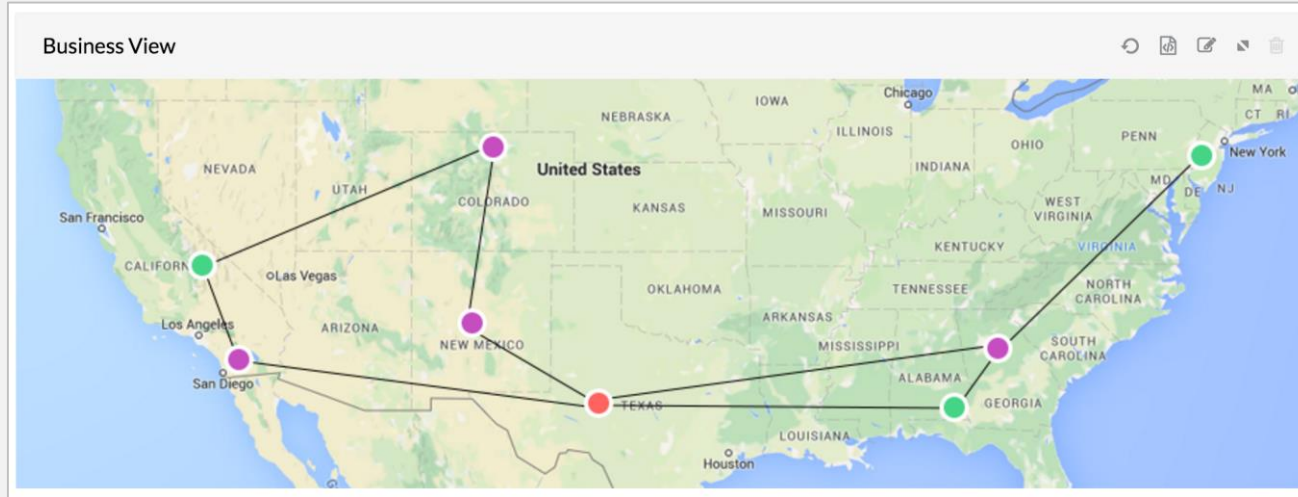 Business View
Chicago
IOWA
MA
NEBRASKA
CT RI
ILLINOIS
OHIO
PENN
New York
NEVADA
United States
INDIANA
MD
UTAH
DE
NJ
COLORADO
KANSAS
MISSOURI
WEST
VIRGINIA
San Francisco
KENTUCKY
VIRGINIA
CALIFORN
Las Vegas
OKLAHOMA
TENNESSEE
NORTH
CAROLINA
Los Angeles
ARIZONA
ARKANSAS
NEW MEXICO
MISSISSIPPI
SOUTH
CAROLINA
San Diego
ALABAMA
TEXAS
GEORGIA
LOUISIANA
Houston